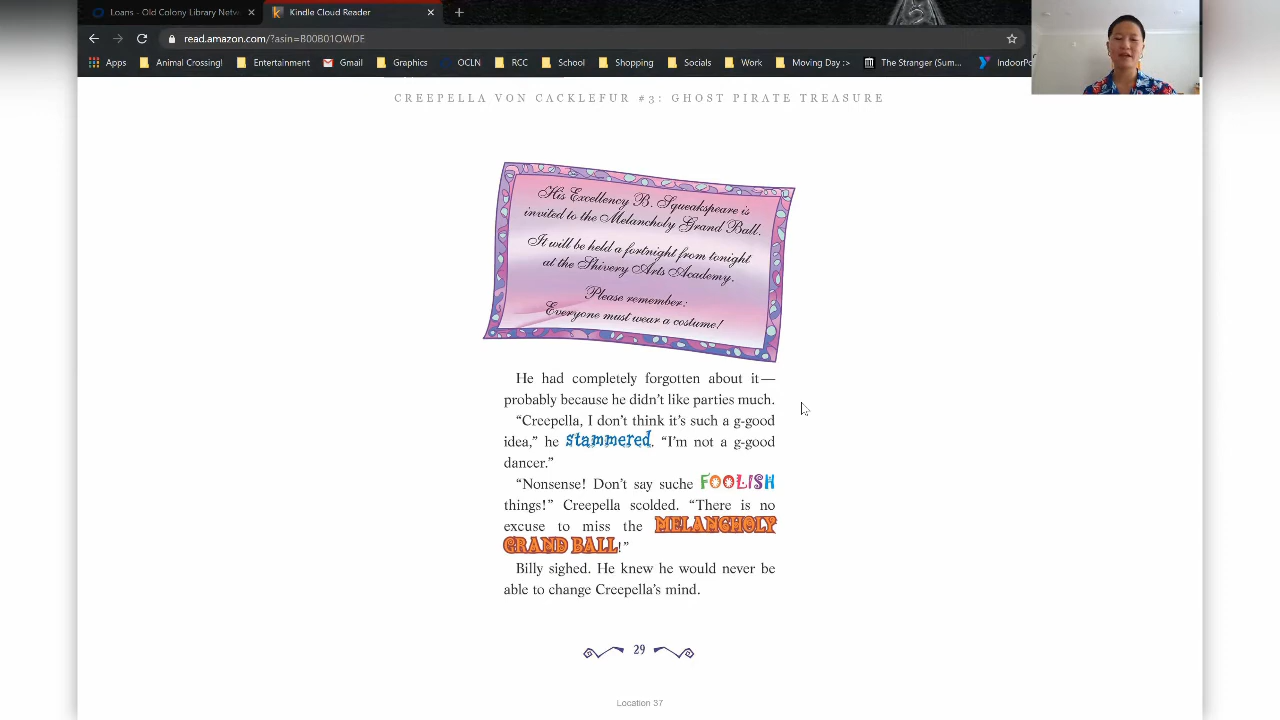 Loans - Old Colony Library Netw
Kindle Cloud Reader
read.amazon.com/?asin=B00B01OWDE
Apps Animal Crossing! Entertainment Gmail Graphics OCLN RCC School Shopping Socials Work Moving Day :> The Stranger (Sum... IndoorPo
CREEPELLA VON CACKLEFUR #3: GHOST PIRATE TREASURE
His Excellency B. Squeakspeare is
invited to the Melancholy Grand Ball.
It will be held a fortnight from tonight
at the Shivery Arts Academy.
Please remember:
Everyone must wear a costume!
He had completely forgotten about it—
probably because he didn't like parties much.
"Creepella, I don't think it's such a g-good
idea," he stammered. "I'm not a g-good
dancer."
"Nonsense! Don't say suche FOOLISH
things!" Creepella scolded. "There is no
excuse to miss the MELANCHOLY
GRAND BALL!"
Billy sighed. He knew he would never be
able to change Creepella's mind.
29
Location 37